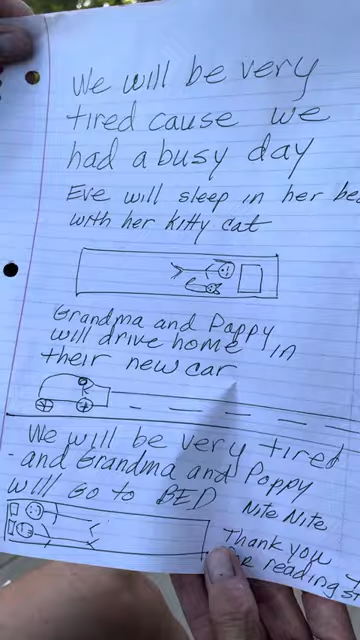 We will be very
tired cause we
had a busy day
Eve will sleep in her
with her kitty cat
Grandma and Poppy
will drive home in
their new car
We will be very tired
and Grandma and Poppy
will Go to BED
Nite Nite
Thank you
for reading